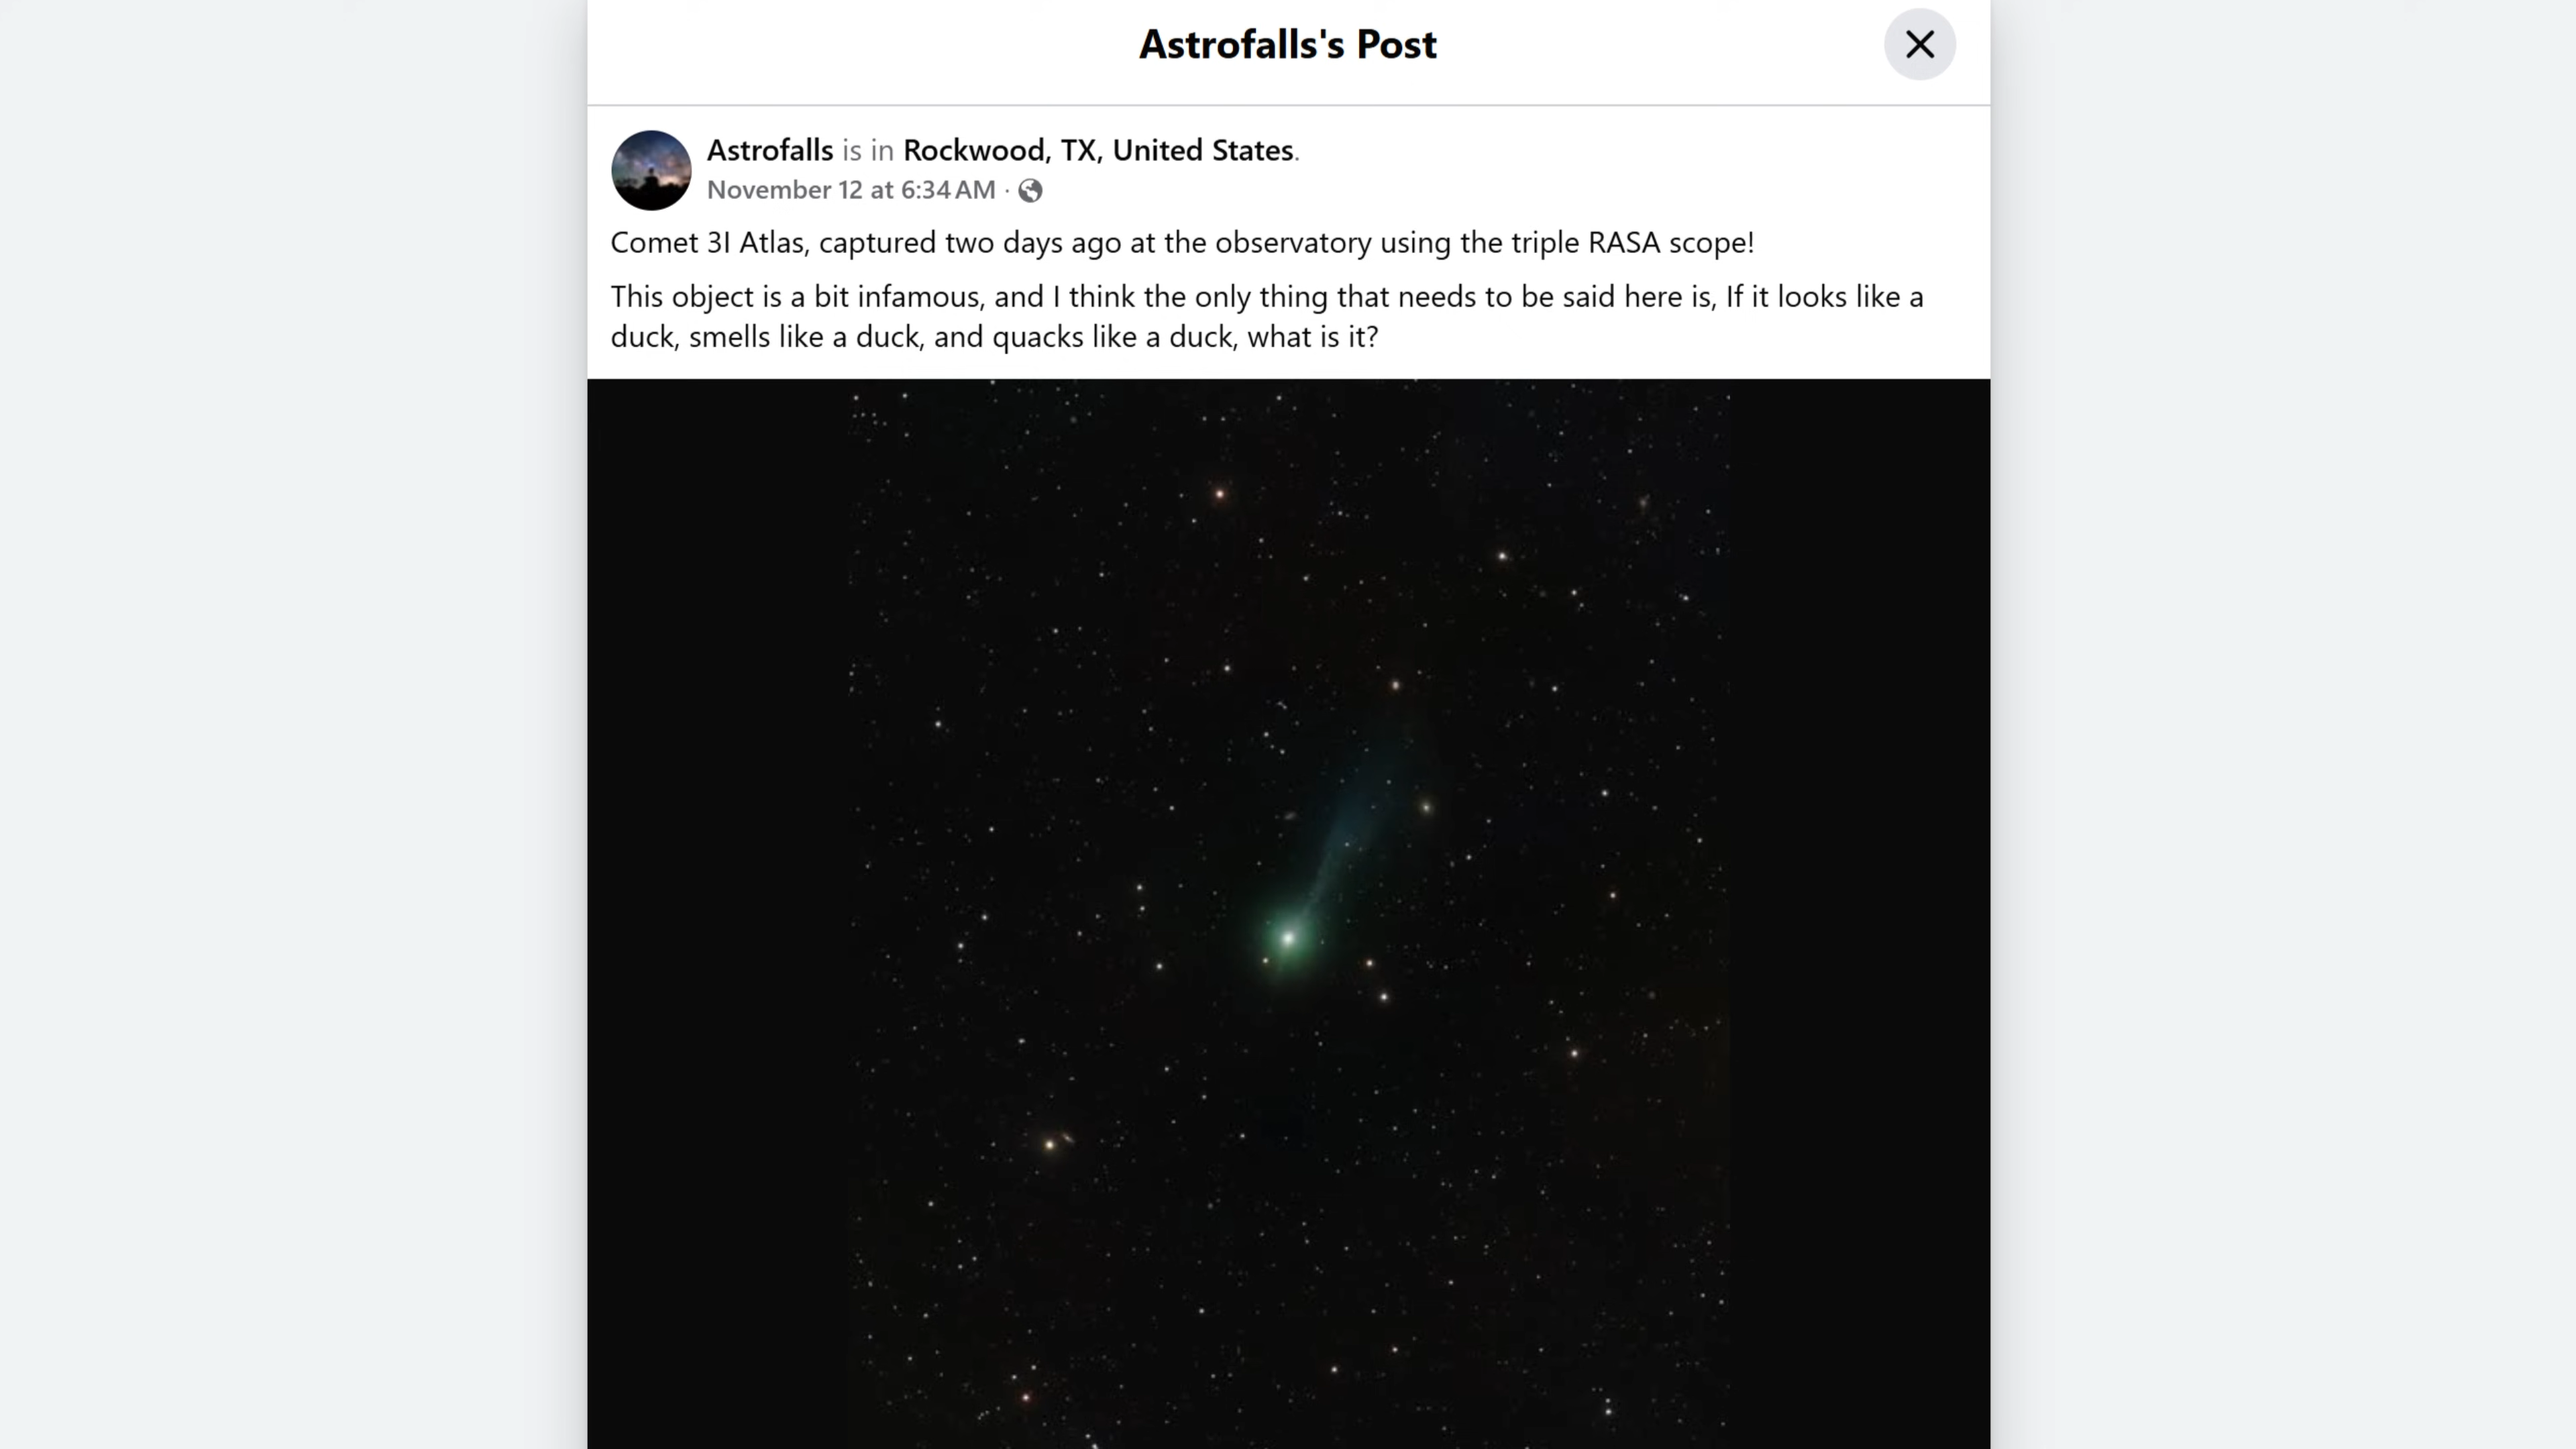 Astrofalls's Post
Astrofalls is in Rockwood, TX, United States.
November 12 at 6:34 AM ·
Comet 3I Atlas, captured two days ago at the observatory using the triple RASA scope!
This object is a bit infamous, and I think the only thing that needs to be said here is, If it looks like a
duck, smells like a duck, and quacks like a duck, what is it?